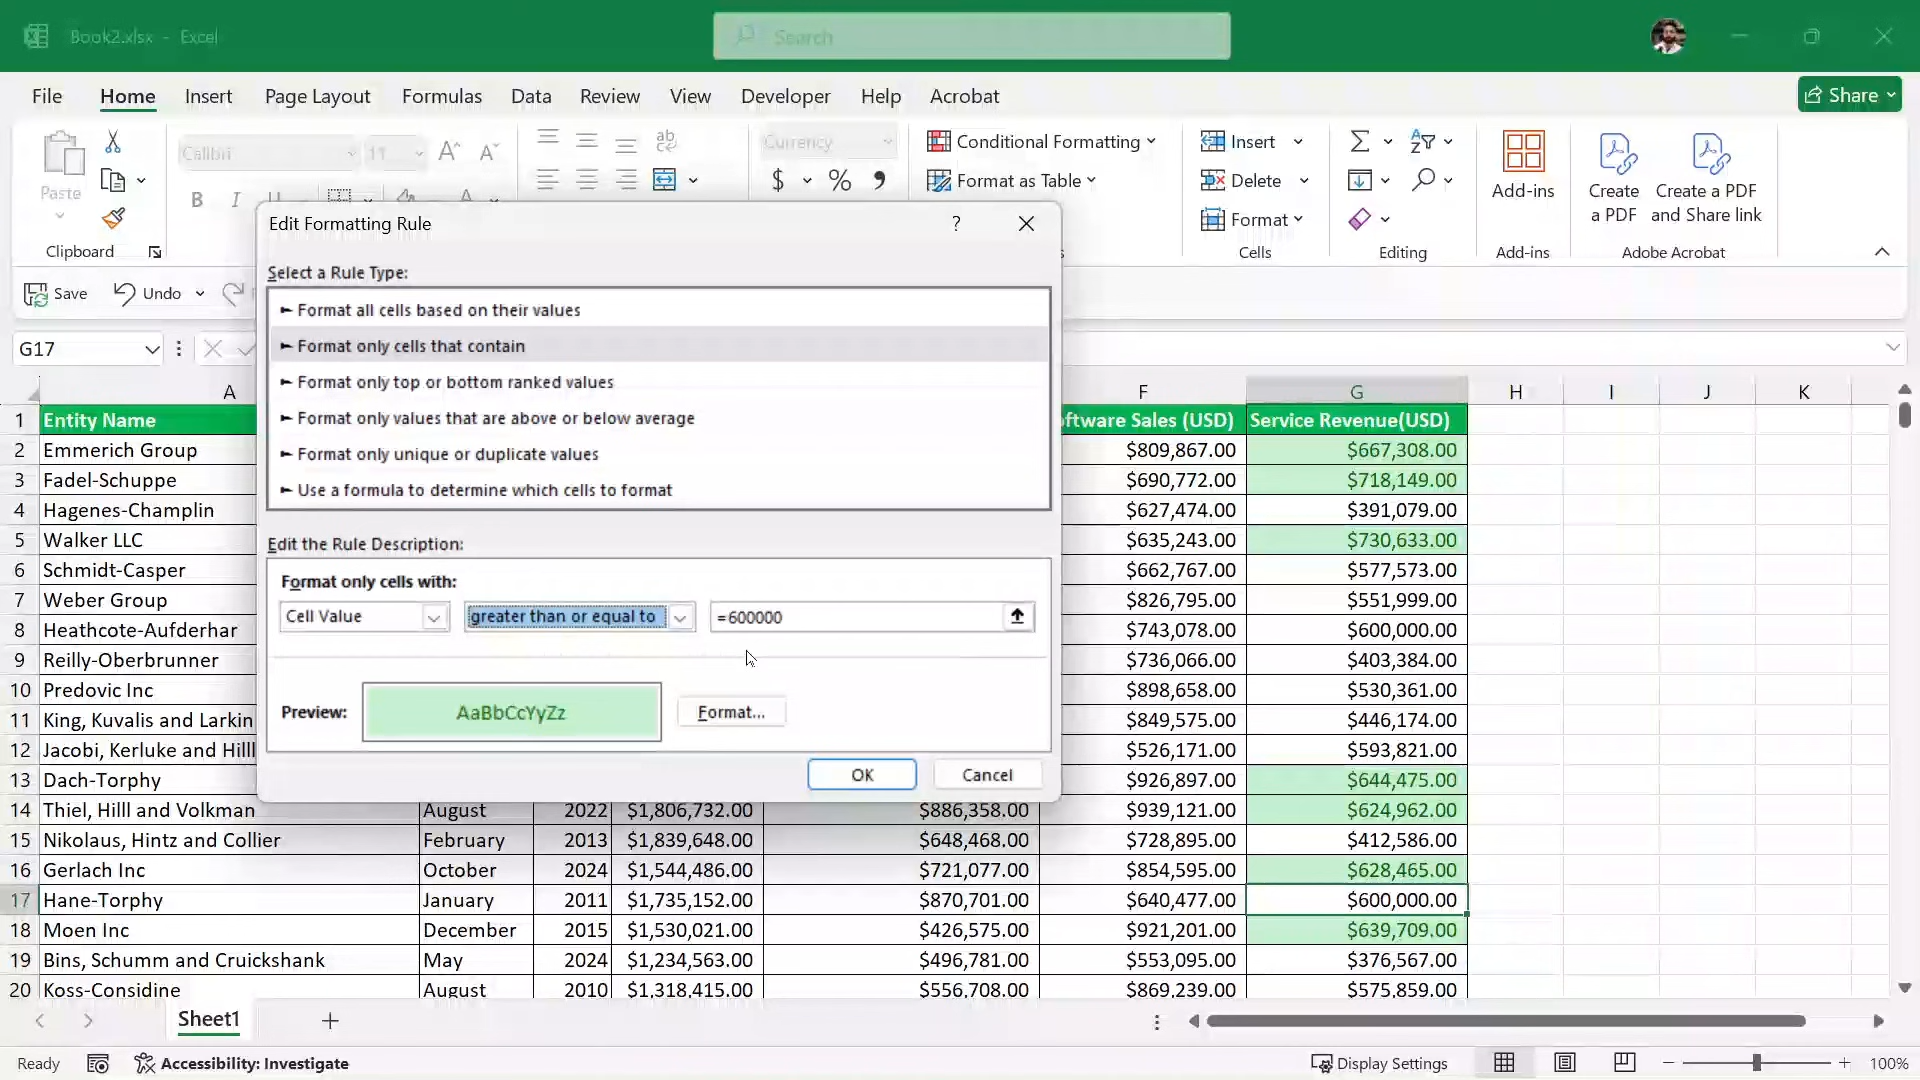 Book2.xlsx - Excel
Search
File Home Insert Page Layout Formulas Data Review View Developer Help Acrobat
Share
Paste
Calibri 11
B I U
ab
Currency
$ % 9
Conditional Formatting
Format as Table
Insert
Delete
Format
Add-ins
Create a PDF
Create a PDF and Share link
Clipboard
Cells
Editing
Add-ins
Adobe Acrobat
Save Undo
G17
Edit Formatting Rule ?
Select a Rule Type:
► Format all cells based on their values
► Format only cells that contain
► Format only top or bottom ranked values
► Format only values that are above or below average
► Format only unique or duplicate values
► Use a formula to determine which cells to format
Edit the Rule Description:
Format only cells with:
Cell Value greater than or equal to =600000
Preview: AaBbCcYyZz Format...
OK Cancel
A F G H I J K
1 Entity Name Software Sales (USD) Service Revenue(USD)
2 Emmerich Group $809,867.00 $667,308.00
3 Fadel-Schuppe $690,772.00 $718,149.00
4 Hagenes-Champlin $627,474.00 $391,079.00
5 Walker LLC $635,243.00 $730,633.00
6 Schmidt-Casper $662,767.00 $577,573.00
7 Weber Group $826,795.00 $551,999.00
8 Heathcote-Aufderhar $743,078.00 $600,000.00
9 Reilly-Oberbrunner $736,066.00 $403,384.00
10 Predovic Inc $898,658.00 $530,361.00
11 King, Kuvalis and Larkin $849,575.00 $446,174.00
12 Jacobi, Kerluke and Hilll $526,171.00 $593,821.00
13 Dach-Torphy $926,897.00 $644,475.00
14 Thiel, Hilll and Volkman August 2022 $1,806,732.00 $886,358.00 $939,121.00 $624,962.00
15 Nikolaus, Hintz and Collier February 2013 $1,839,648.00 $648,468.00 $728,895.00 $412,586.00
16 Gerlach Inc October 2024 $1,544,486.00 $721,077.00 $854,595.00 $628,465.00
17 Hane-Torphy January 2011 $1,735,152.00 $870,701.00 $640,477.00 $600,000.00
18 Moen Inc December 2015 $1,530,021.00 $426,575.00 $921,201.00 $639,709.00
19 Bins, Schumm and Cruickshank May 2024 $1,234,563.00 $496,781.00 $553,095.00 $376,567.00
20 Koss-Considine August 2010 $1,318,415.00 $556,708.00 $869,239.00 $575,859.00
Sheet1
Ready Accessibility: Investigate Display Settings 100%